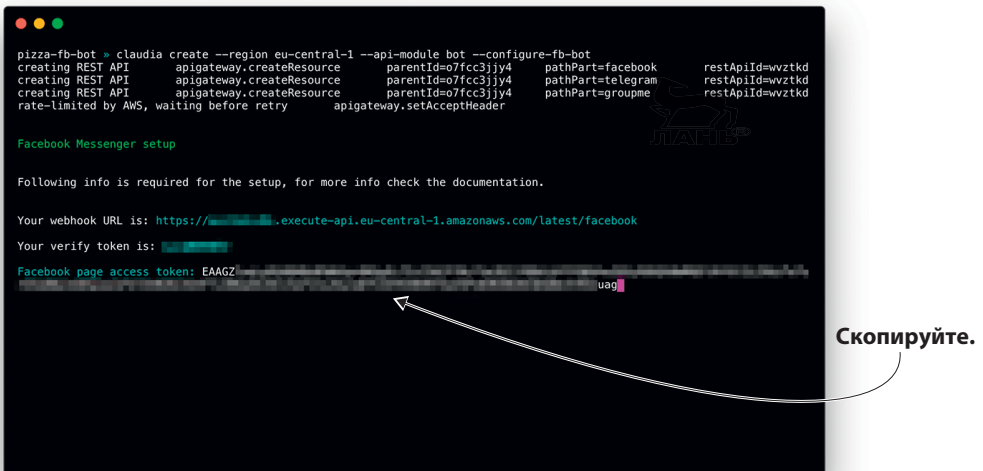 pizza-fb-bot » claudia create --region eu-central-1 --api-module bot --configure-fb-bot
creating REST API apigateway.createResource parentId=o7fcc3jjy4 pathPart=facebook restApiId=wvztkd
creating REST API apigateway.createResource parentId=o7fcc3jjy4 pathPart=telegram restApiId=wvztkd
creating REST API apigateway.createResource parentId=o7fcc3jjy4 pathPart=groupme restApiId=wvztkd
rate-limited by AWS, waiting before retry apigateway.setAcceptHeader
ЛАНЬ®
Facebook Messenger setup
Following info is required for the setup, for more info check the documentation.
Your webhook URL is: https:// .execute-api.eu-central-1.amazonaws.com/latest/facebook
Your verify token is:
Facebook page access token: EAAGZ
uag
Скопируйте.